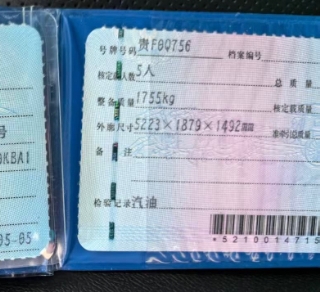 号牌号码 贵F0Q756 档案编号
核定载人数 5人 总质量
整备质量 1755kg 核定载质量
外廓尺寸 5223×1879×1492mm 准牵引总质量
备注
检验记录 汽油
*5210014715
号
KBA1
05-05